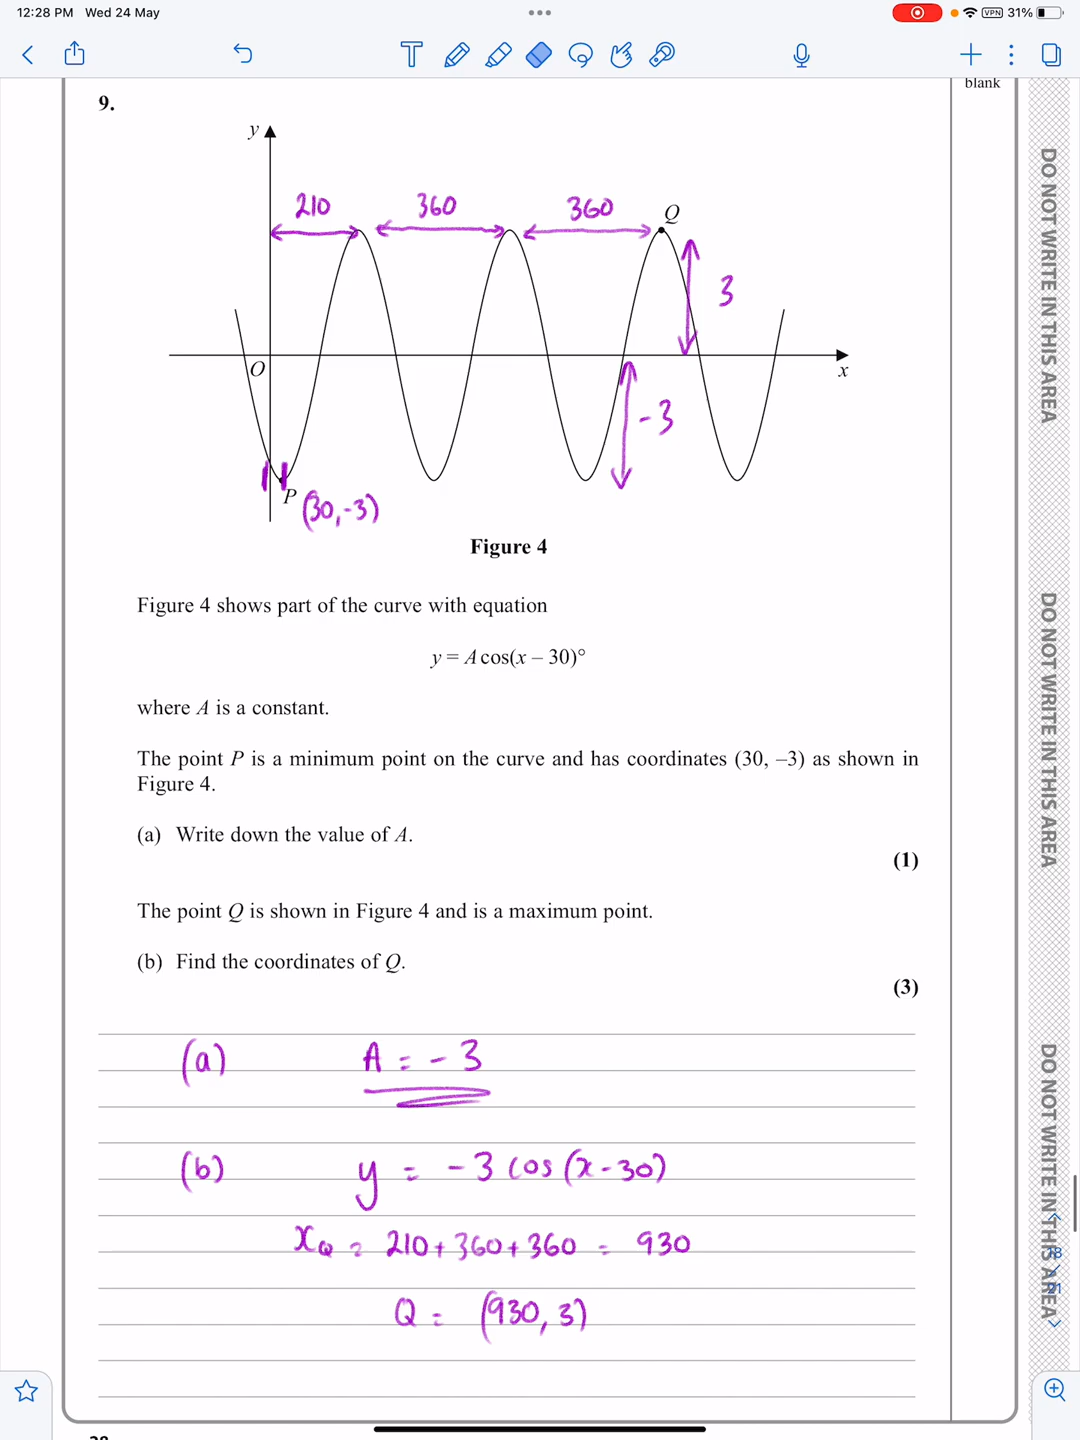 12:28 PM Wed 24 May
VPN 31%
T
blank
9.
y
210
360
360
Q
3
O
x
-3
P
(30,-3)
Figure 4
Figure 4 shows part of the curve with equation
y = A cos(x – 30)°
where A is a constant.
The point P is a minimum point on the curve and has coordinates (30, –3) as shown in
Figure 4.
(a) Write down the value of A.
(1)
The point Q is shown in Figure 4 and is a maximum point.
(b) Find the coordinates of Q.
(3)
(a) A = -3
(b) y = -3 cos (x-30)
xQ = 210+360+360 = 930
Q = (930, 3)
DO NOT WRITE IN THIS AREA
DO NOT WRITE IN THIS AREA
DO NOT WRITE IN THIS AREA
18
21